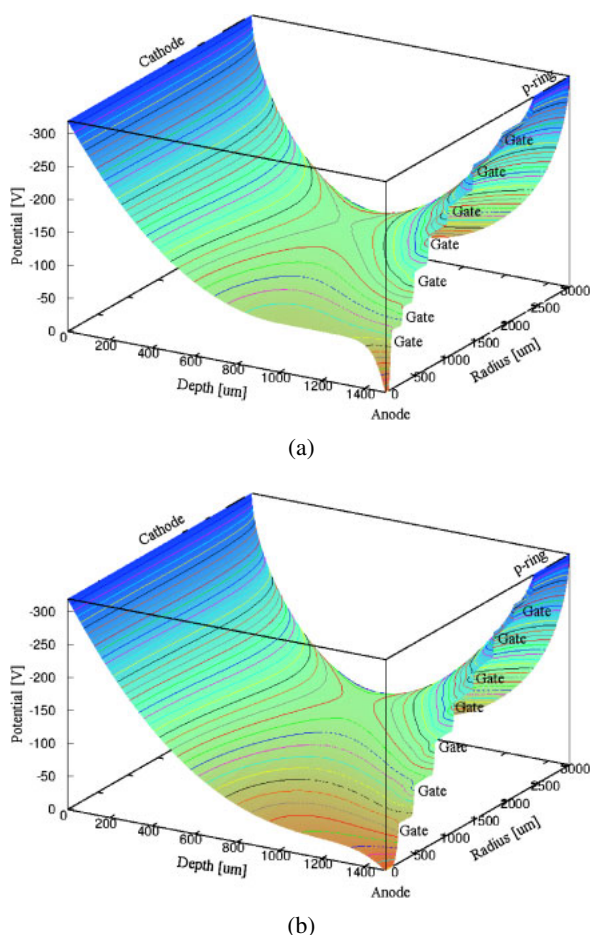 Cathode
p-ring
Gate
Gate
Gate
Gate
Gate
Gate
Gate
Potential [V]
-300
-250
-200
-150
-100
-50
0
0
200
400
600
800
1000
1200
1400
Depth [um]
0
500
1000
1500
2000
2500
3000
Radius [um]
Anode
(a)
Cathode
p-ring
Gate
Gate
Gate
Gate
Gate
Gate
Gate
Potential [V]
-300
-250
-200
-150
-100
-50
0
0
200
400
600
800
1000
1200
1400
Depth [um]
0
500
1000
1500
2000
2500
3000
Radius [um]
Anode
(b)